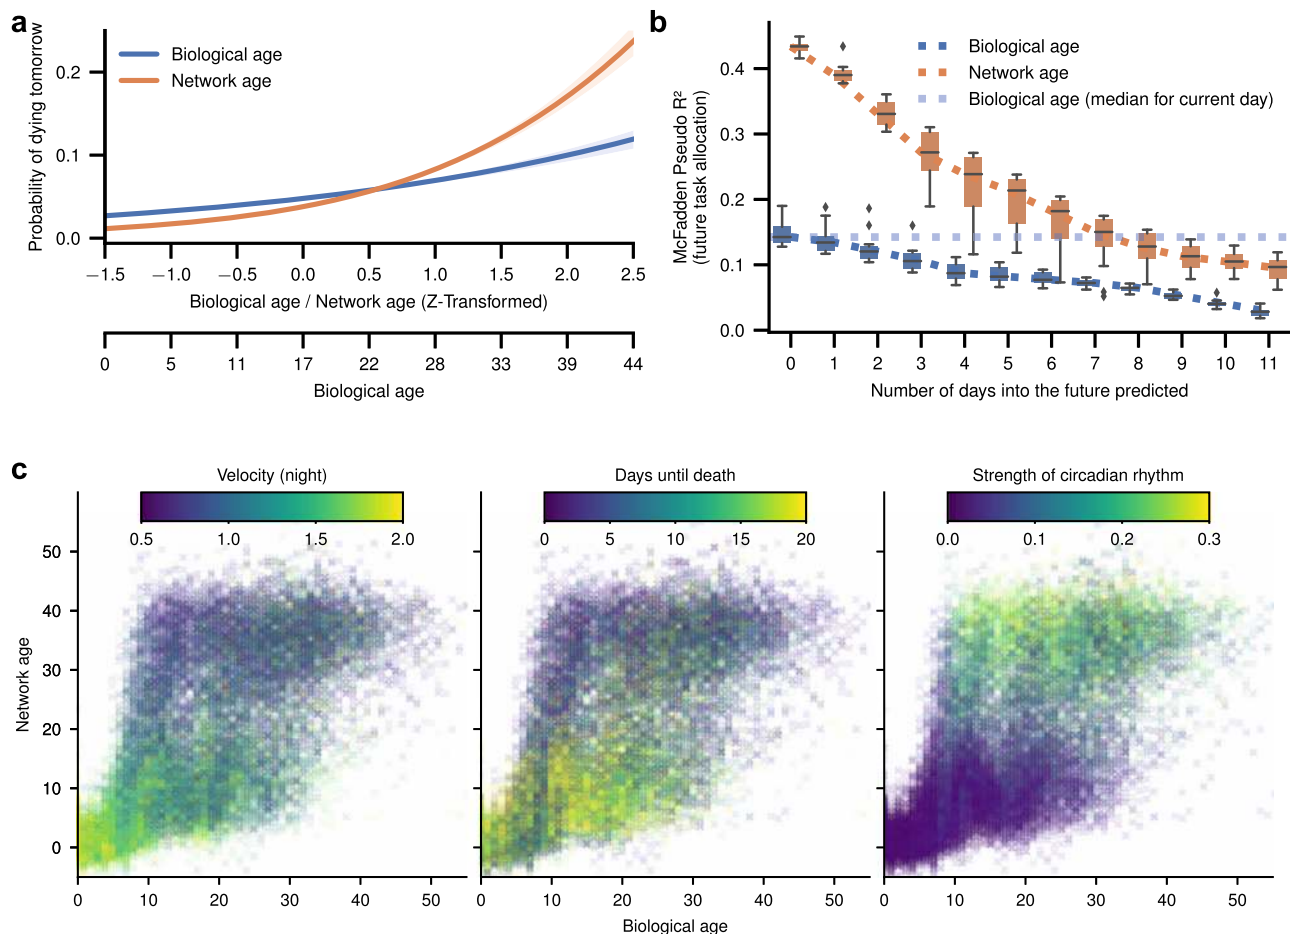 a
Probability of dying tomorrow
Biological age
Network age
0.2
0.1
0.0
−1.5 −1.0 −0.5 0.0 0.5 1.0 1.5 2.0 2.5
Biological age / Network age (Z-Transformed)
0 5 11 17 22 28 33 39 44
Biological age
b
McFadden Pseudo R²
(future task allocation)
Biological age
Network age
Biological age (median for current day)
0.4
0.3
0.2
0.1
0.0
0 1 2 3 4 5 6 7 8 9 10 11
Number of days into the future predicted
c
Velocity (night)
0.5 1.0 1.5 2.0
Days until death
0 5 10 15 20
Strength of circadian rhythm
0.0 0.1 0.2 0.3
Network age
50
40
30
20
10
0
0 10 20 30 40 50
0 10 20 30 40 50
0 10 20 30 40 50
Biological age